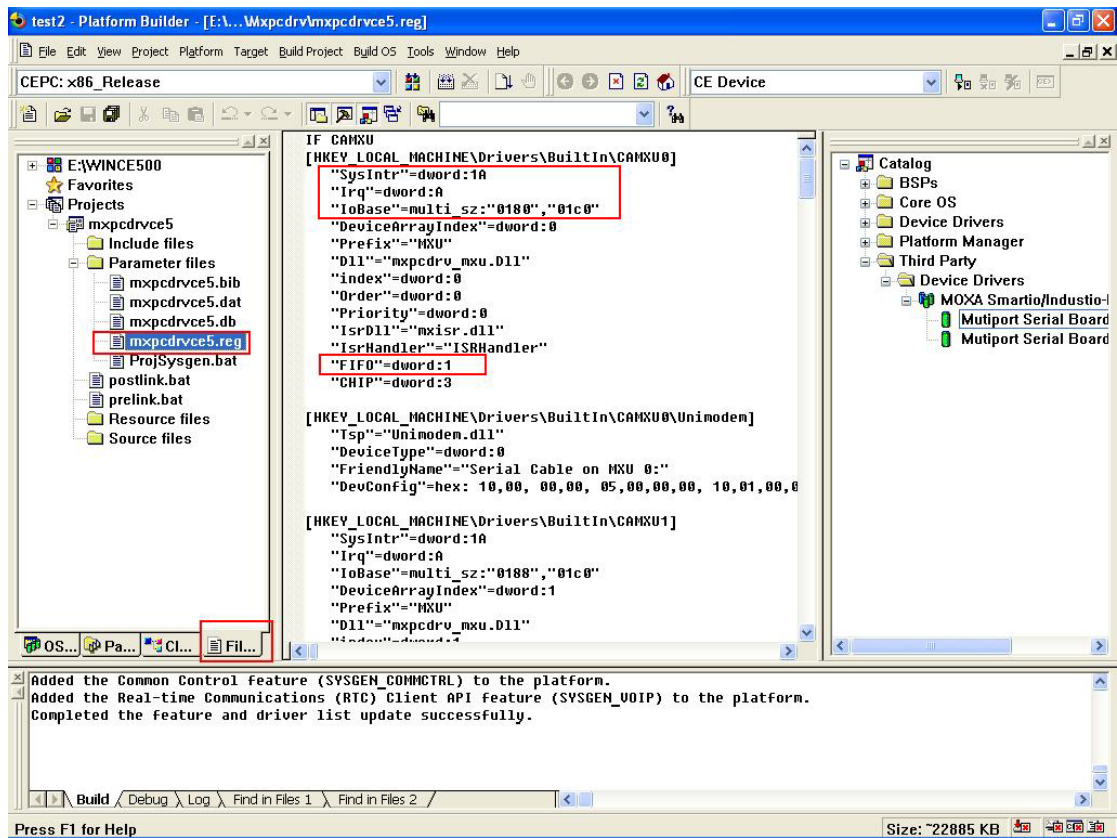 test2 - Platform Builder - [E:\...\Mxpcdrv\mxpcdrvce5.reg]
File Edit View Project Platform Target Build Project Build OS Tools Window Help
CEPC: x86_Release
CE Device
E:\WINCE500
Favorites
Projects
mxpcdrvce5
Include files
Parameter files
mxpcdrvce5.bib
mxpcdrvce5.dat
mxpcdrvce5.db
mxpcdrvce5.reg
ProjSysgen.bat
postlink.bat
prelink.bat
Resource files
Source files
OS... Pa... Cl... Fil...
IF CAMXU
[HKEY_LOCAL_MACHINE\Drivers\BuiltIn\CAMXU0]
"SysIntr"=dword:1A
"Irq"=dword:A
"IoBase"=multi_sz:"0180","01c0"
"DeviceArrayIndex"=dword:0
"Prefix"="MXU"
"Dll"="mxpcdrv_mxu.Dll"
"index"=dword:0
"Order"=dword:0
"Priority"=dword:0
"IsrDll"="mxisr.dll"
"IsrHandler"="ISRHandler"
"FIFO"=dword:1
"CHIP"=dword:3
[HKEY_LOCAL_MACHINE\Drivers\BuiltIn\CAMXU0\Unimodem]
"Tsp"="Unimodem.dll"
"DeviceType"=dword:0
"FriendlyName"="Serial Cable on MXU 0:"
"DevConfig"=hex: 10,00, 00,00, 05,00,00,00, 10,01,00,0
[HKEY_LOCAL_MACHINE\Drivers\BuiltIn\CAMXU1]
"SysIntr"=dword:1A
"Irq"=dword:A
"IoBase"=multi_sz:"0188","01c0"
"DeviceArrayIndex"=dword:1
"Prefix"="MXU"
"Dll"="mxpcdrv_mxu.Dll"
"index"=dword:1
Catalog
BSPs
Core OS
Device Drivers
Platform Manager
Third Party
Device Drivers
MOXA Smartio/Industio-
Mutiport Serial Board
Mutiport Serial Board
Added the Common Control feature (SYSGEN_COMMCTRL) to the platform.
Added the Real-time Communications (RTC) Client API feature (SYSGEN_VOIP) to the platform.
Completed the feature and driver list update successfully.
Build Debug Log Find in Files 1 Find in Files 2
Press F1 for Help
Size: ~22885 KB